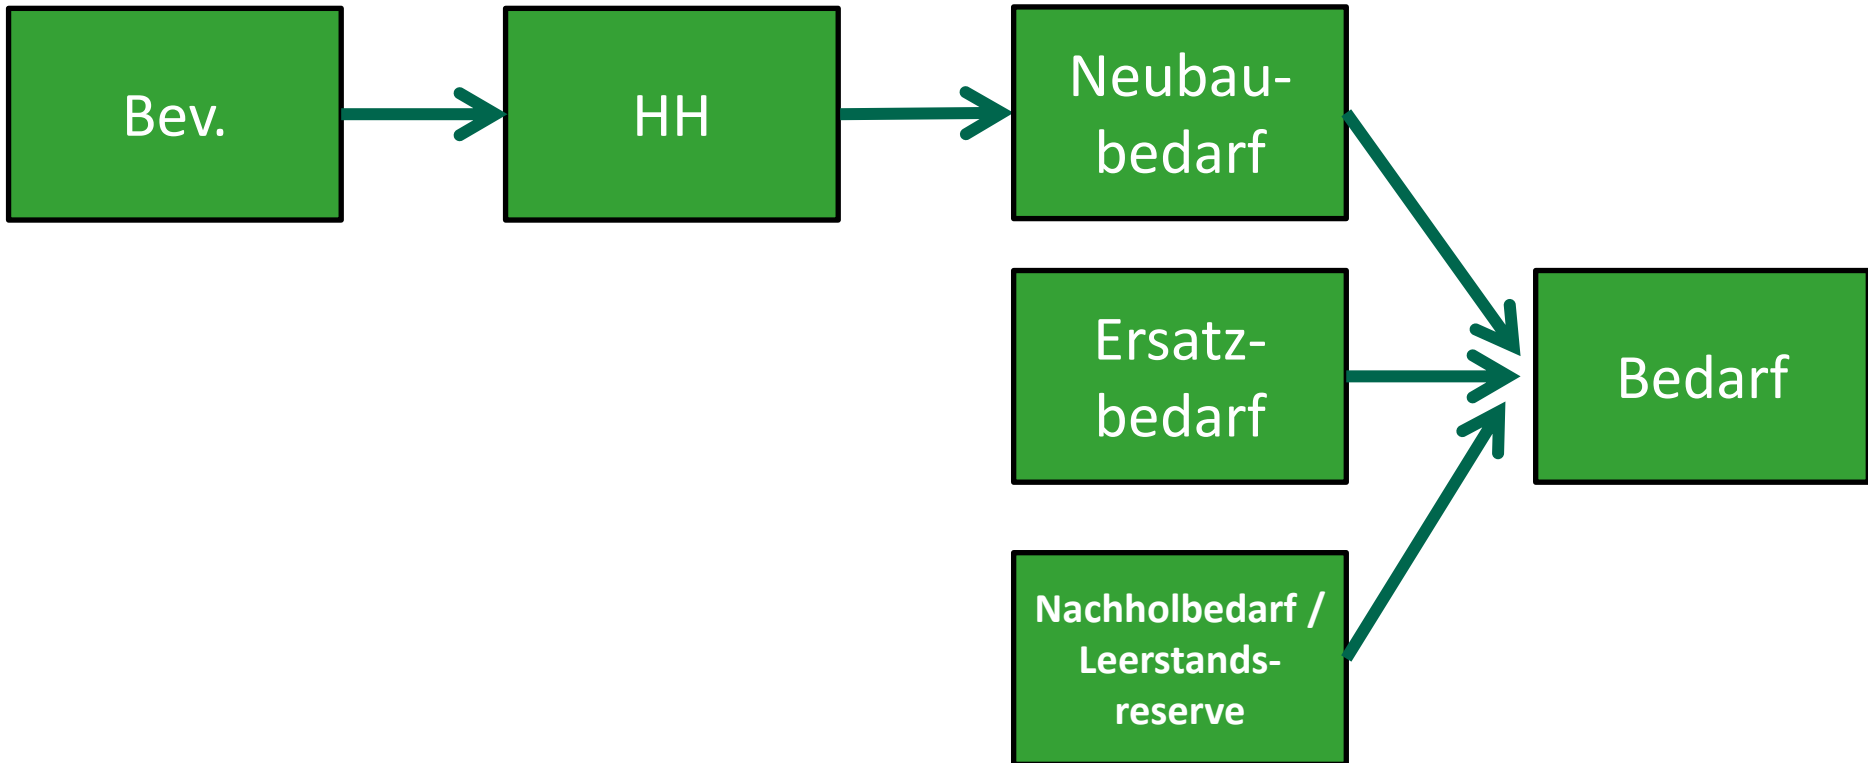 Bev.
HH
Neubau-
bedarf
Ersatz-
bedarf
Bedarf
Nachholbedarf /
Leerstands-
reserve